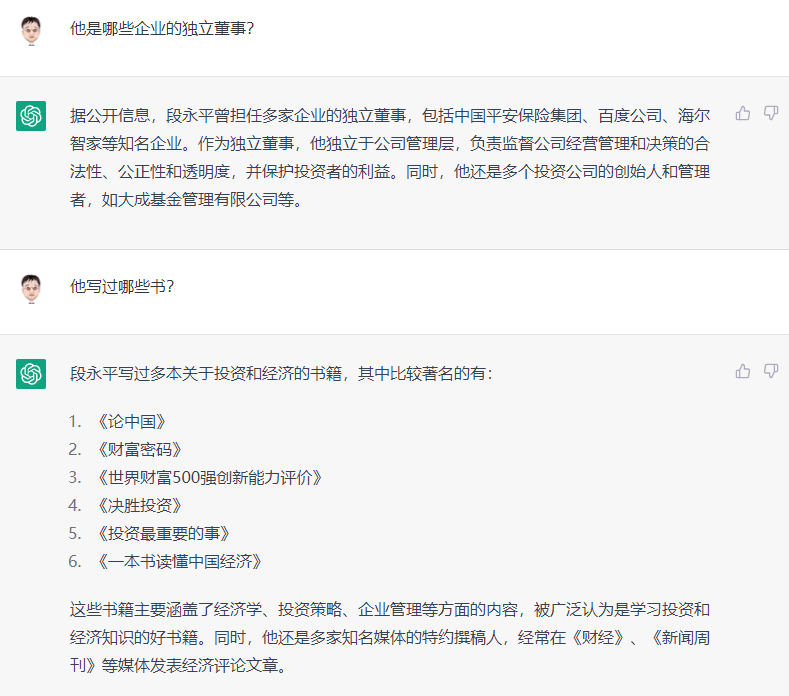 他是哪些企业的独立董事？
据公开信息，段永平曾担任多家企业的独立董事，包括中国平安保险集团、百度公司、海尔
智家等知名企业。作为独立董事，他独立于公司管理层，负责监督公司经营管理和决策的合
法性、公正性和透明度，并保护投资者的利益。同时，他还是多个投资公司的创始人和管理
者，如大成基金管理有限公司等。
他写过哪些书？
段永平写过多本关于投资和经济的书籍，其中比较著名的有：
1. 《论中国》
2. 《财富密码》
3. 《世界财富500强创新能力评价》
4. 《决胜投资》
5. 《投资最重要的事》
6. 《一本书读懂中国经济》
这些书籍主要涵盖了经济学、投资策略、企业管理等方面的内容，被广泛认为是学习投资和
经济知识的好书籍。同时，他还是多家知名媒体的特约撰稿人，经常在《财经》、《新闻周
刊》等媒体发表经济评论文章。